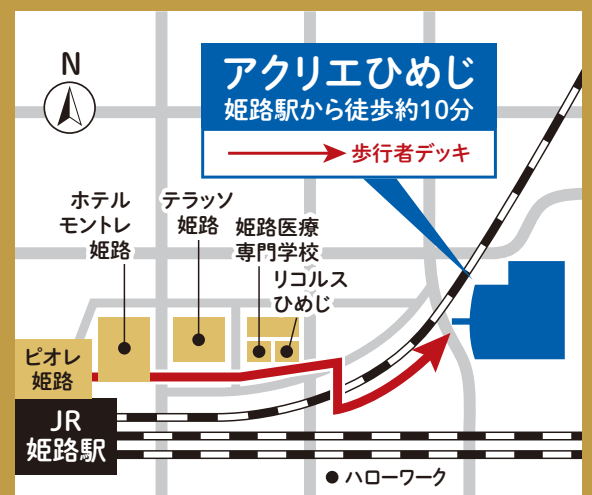 N
アクリエひめじ
姫路駅から徒歩約10分
歩行者デッキ
ホテル
モントレ
姫路
テラッソ
姫路
姫路医療
専門学校
リコルス
ひめじ
ピオレ
姫路
JR
姫路駅
ハローワーク